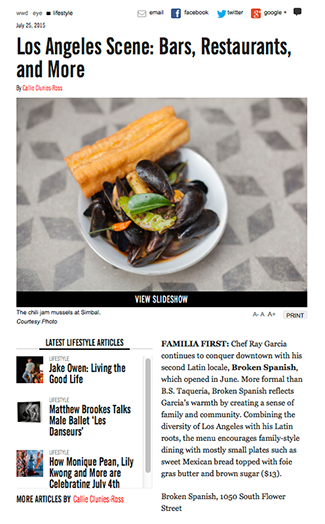 wwd eye lifestyle email facebook twitter google +
July 25, 2015
Los Angeles Scene: Bars, Restaurants,
and More
By Callie Clunies-Ross
VIEW SLIDESHOW
The chili jam mussels at Simbal.
Courtesy Photo
A- A A+ PRINT
LATEST LIFESTYLE ARTICLES
LIFESTYLE
Jake Owen: Living the
Good Life
LIFESTYLE
Matthew Brookes Talks
Male Ballet 'Les
Danseurs'
LIFESTYLE
How Monique Pean, Lily
Kwong and More are
Celebrating July 4th
MORE ARTICLES BY Callie Clunies-Ross
FAMILIA FIRST: Chef Ray Garcia
continues to conquer downtown with his
second Latin locale, Broken Spanish,
which opened in June. More formal than
B.S. Taqueria, Broken Spanish reflects
Garcia's warmth by creating a sense of
family and community. Combining the
diversity of Los Angeles with his Latin
roots, the menu encourages family-style
dining with mostly small plates such as
sweet Mexican bread topped with foie
gras butter and brown sugar ($13).
Broken Spanish, 1050 South Flower
Street